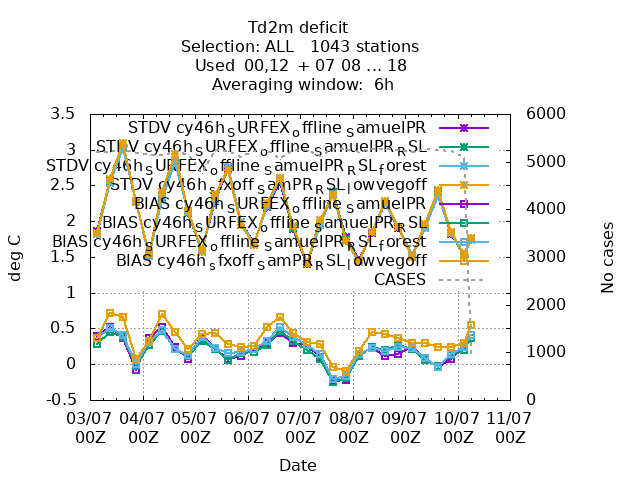 Td2m deficit
Selection: ALL 1043 stations
Used 00,12 + 07 08 ... 18
Averaging window: 6h
STDV cy46h_SURFEX_offline_samuelPR
STDV cy46h_SURFEX_offline_samuelPR_RSL
STDV cy46h_SURFEX_offline_samuelPR_RSL_forest
STDV cy46h_sfxoff_samPR_RSL_lowvegoff
BIAS cy46h_SURFEX_offline_samuelPR
BIAS cy46h_SURFEX_offline_samuelPR_RSL
BIAS cy46h_SURFEX_offline_samuelPR_RSL_forest
BIAS cy46h_sfxoff_samPR_RSL_lowvegoff
CASES
3.5
3
2.5
2
1.5
1
0.5
0
-0.5
deg C
6000
5000
4000
3000
2000
1000
0
No cases
03/07 04/07 05/07 06/07 07/07 08/07 09/07 10/07 11/07
00Z 00Z 00Z 00Z 00Z 00Z 00Z 00Z 00Z
Date